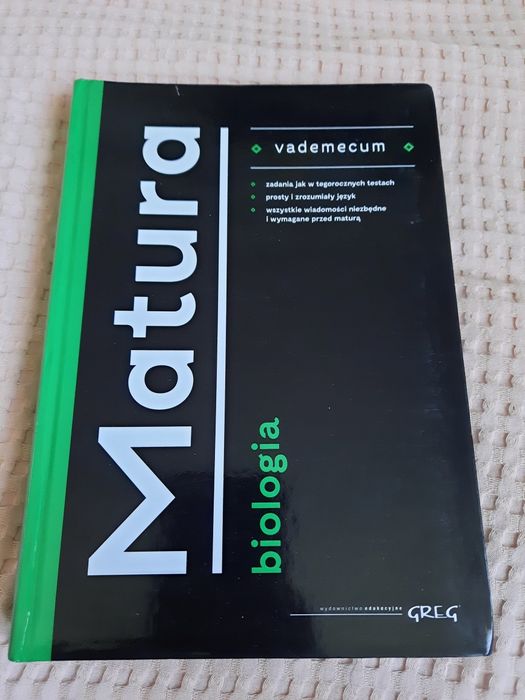 Matura
vademecum
zadania jak w tegorocznych testach
prosty i zrozumiały język
wszystkie wiadomości niezbędne
i wymagane przed maturą
biologia
wydawnictwo edukacyjne
GREG